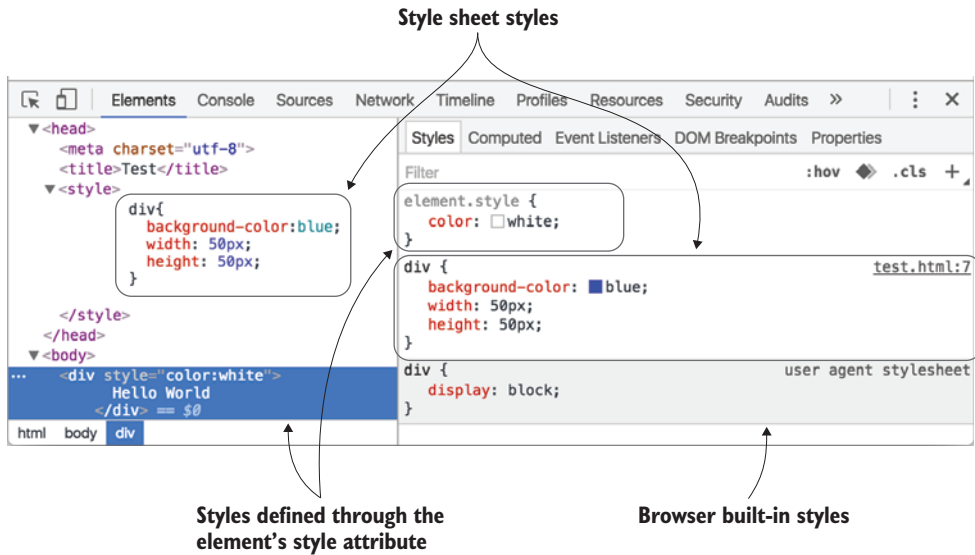 Style sheet styles
Elements Console Sources Network Timeline Profiles Resources Security Audits »
▼<head>
<meta charset="utf-8">
<title>Test</title>
▼<style>
div{
background-color:blue;
width: 50px;
height: 50px;
}
</style>
</head>
▼<body>
... <div style="color:white">
Hello World
</div> == $0
html body div
Styles Computed Event Listeners DOM Breakpoints Properties
Filter :hov .cls +
element.style {
color: white;
}
div { test.html:7
background-color: blue;
width: 50px;
height: 50px;
}
div { user agent stylesheet
display: block;
}
Styles defined through the
element's style attribute
Browser built-in styles